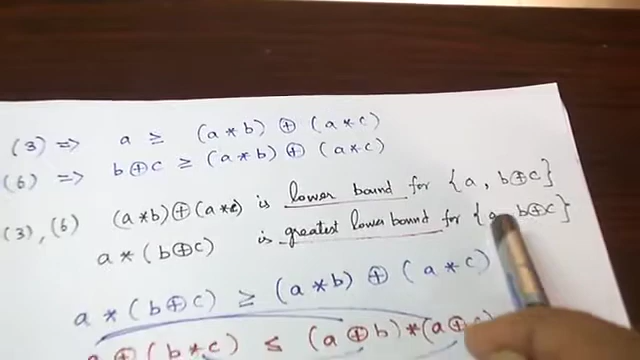 (3) => a ≥ (a * b) ⊕ (a * c)
(6) => b ⊕ c ≥ (a * b) ⊕ (a * c)
(3), (6) (a * b) ⊕ (a * c) is lower bound for {a, b ⊕ c}
a * (b ⊕ c) is greatest lower bound for {a, b ⊕ c}
a * (b ⊕ c) ≥ (a * b) ⊕ (a * c)
a ⊕ (b * c) ≤ (a ⊕ b) * (a ⊕ c)